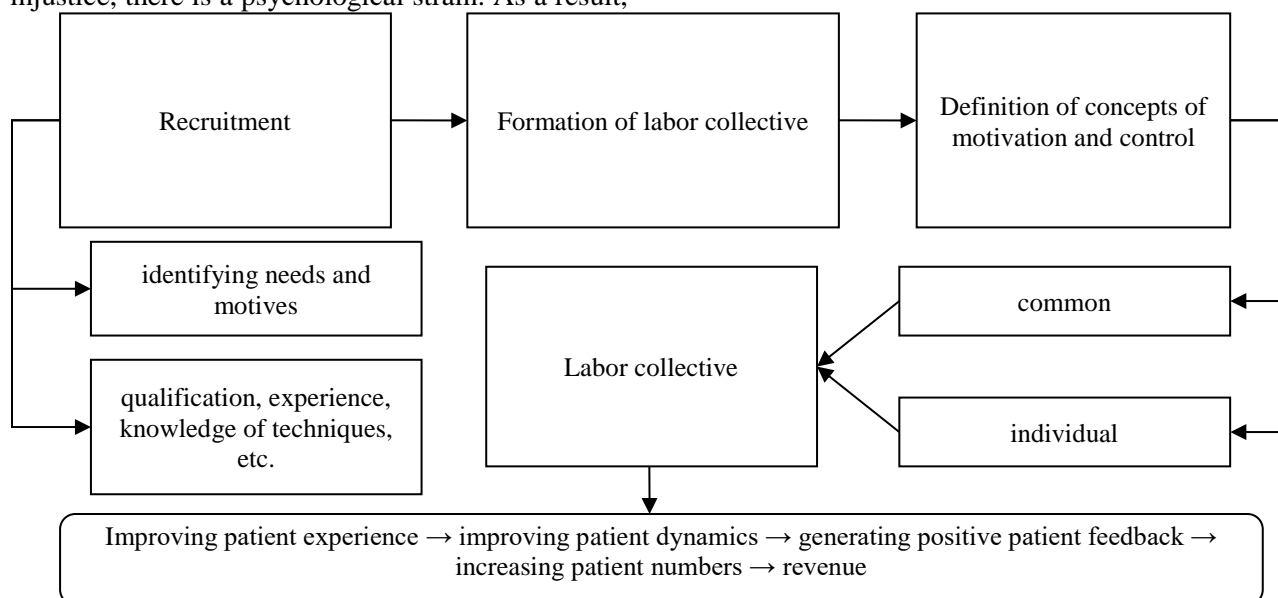 injustice, there is a psychological strain. As a result,
Recruitment
Formation of labor collective
Definition of concepts of
motivation and control
identifying needs and
motives
qualification, experience,
knowledge of techniques,
etc.
Labor collective
common
individual
Improving patient experience → improving patient dynamics → generating positive patient feedback →
increasing patient numbers → revenue